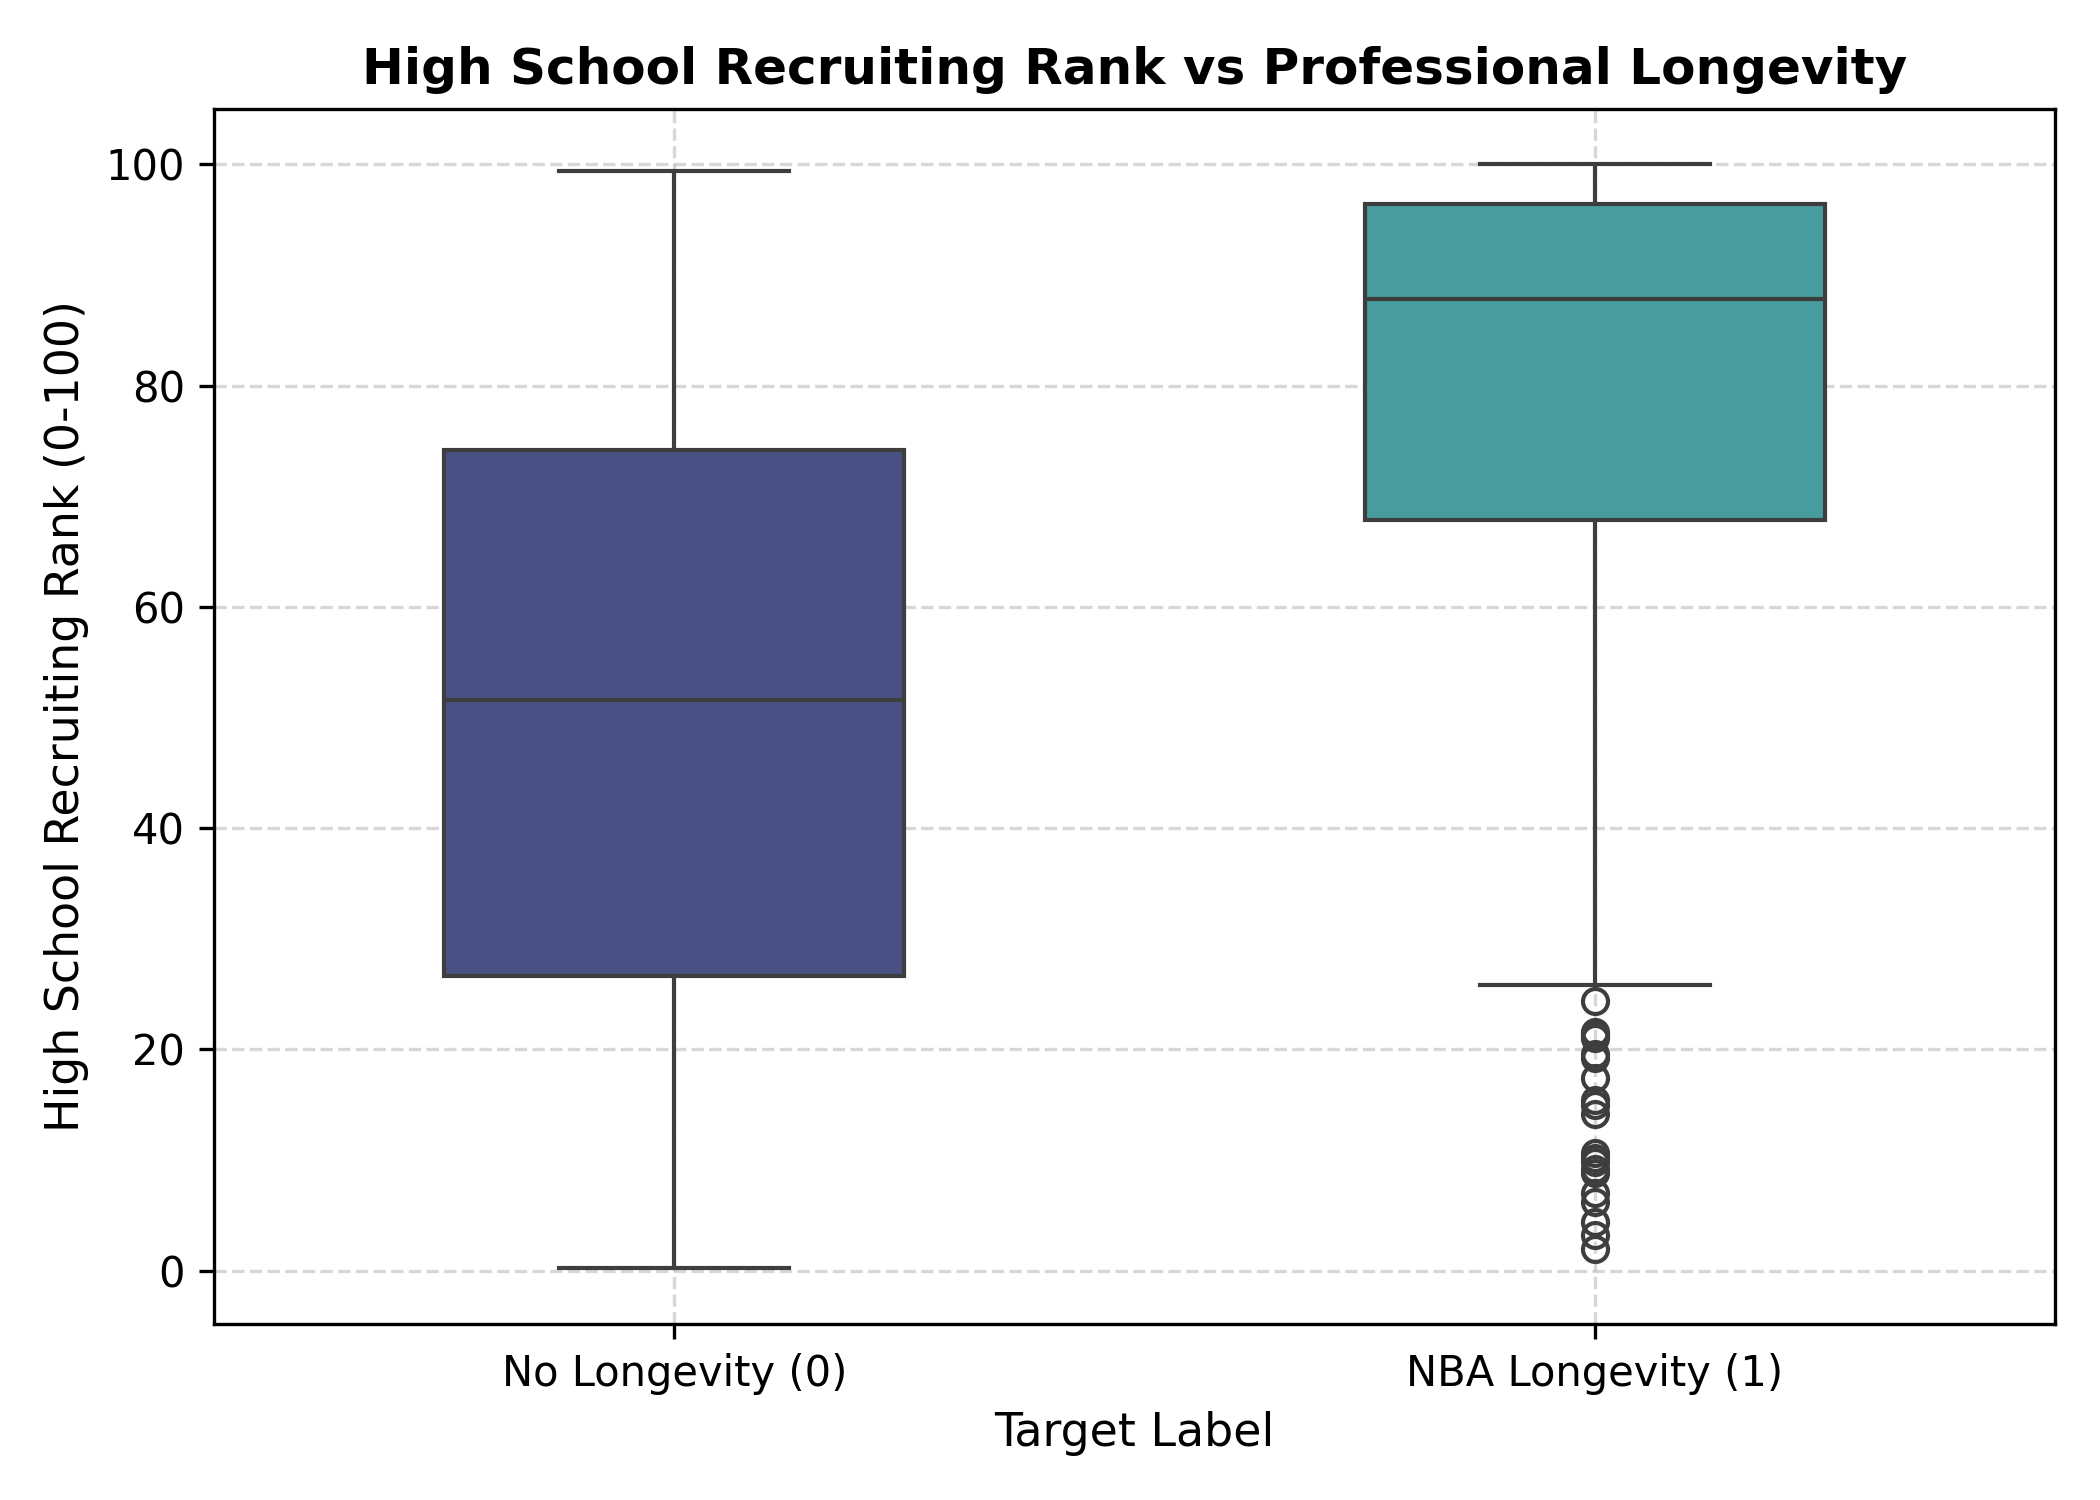 High School Recruiting Rank vs Professional Longevity
High School Recruiting Rank (0-100)
100
80
60
40
20
0
No Longevity (0)
NBA Longevity (1)
Target Label